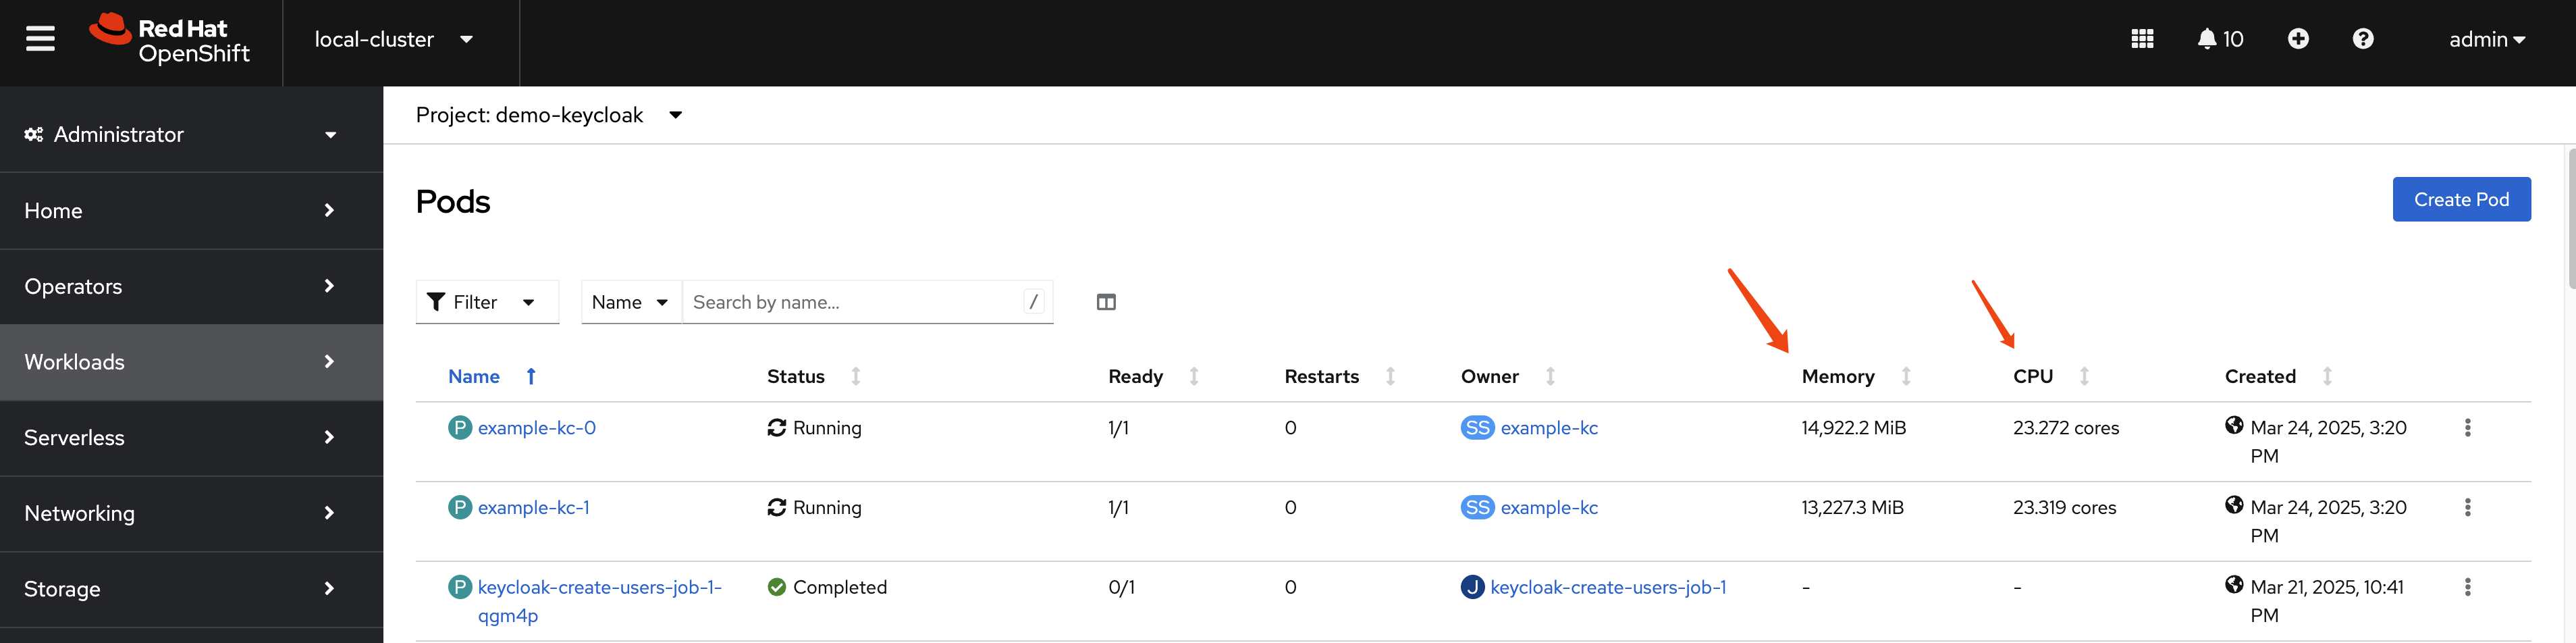 Red Hat
OpenShift
local-cluster
10
admin
Administrator
Home
Operators
Workloads
Serverless
Networking
Storage
Project: demo-keycloak
Pods
Create Pod
Filter
Name
Search by name...
/
Name Status Ready Restarts Owner Memory CPU Created
P example-kc-0 Running 1/1 0 SS example-kc 14,922.2 MiB 23.272 cores Mar 24, 2025, 3:20
PM
P example-kc-1 Running 1/1 0 SS example-kc 13,227.3 MiB 23.319 cores Mar 24, 2025, 3:20
PM
P keycloak-create-users-job-1- Completed 0/1 0 J keycloak-create-users-job-1 - - Mar 21, 2025, 10:41
qgm4p PM